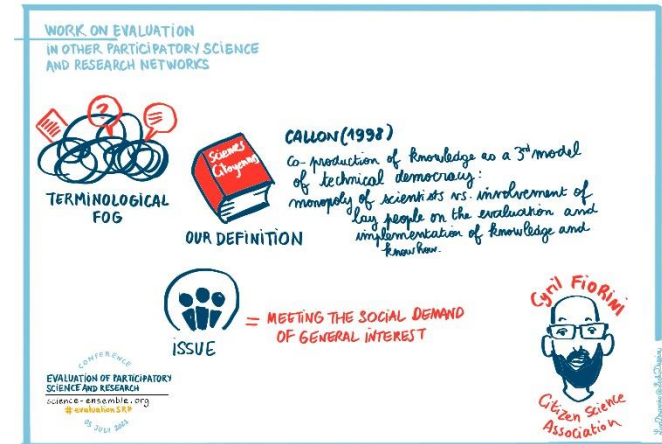 WORK ON EVALUATION
IN OTHER PARTICIPATORY SCIENCE
AND RESEARCH NETWORKS
?
TERMINOLOGICAL
FOG
Sciences
Citoyennes
OUR DEFINITION
CALLON (1998)
Co-production of knowledge as a 3rd model
of technical democracy:
monopoly of scientists vs. involvement of
lay people on the evaluation and
implementation of knowledge and
knowhow.
ISSUE
= MEETING THE SOCIAL DEMAND
OF GENERAL INTEREST
Cyril FIORINI
Citizen Science
Association
CONFERENCE
EVALUATION OF PARTICIPATORY
SCIENCE AND RESEARCH
science-ensemble.org
#evaluationSRP
05 JULY